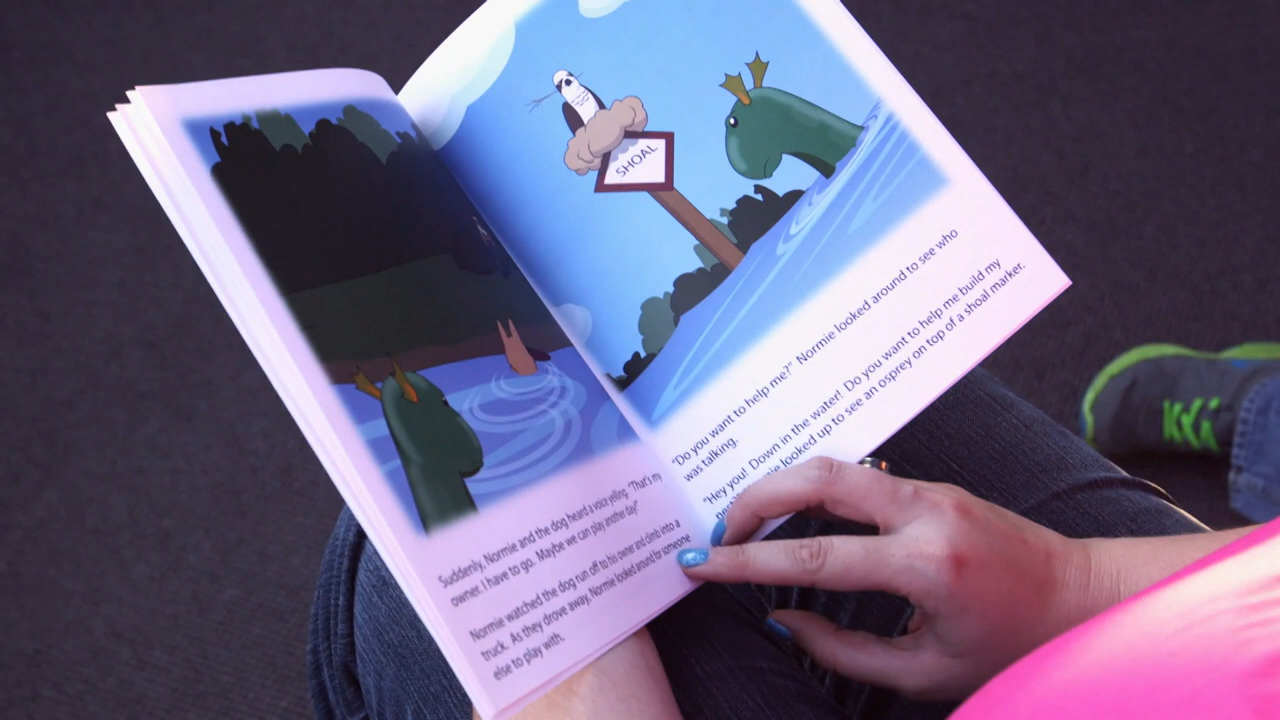 Suddenly, Normie and the dog heard a voice yelling. "That's my
owner. I have to go. Maybe we can play another day!"
Normie watched the dog run off to his owner and climb into a
truck. As they drove away, Normie looked around for someone
else to play with.
SHOAL
"Do you want to help me?" Normie looked around to see who
was talking.
"Hey you! Down in the water! Do you want to help me build my
looked up to see an osprey on top of a shoal marker.